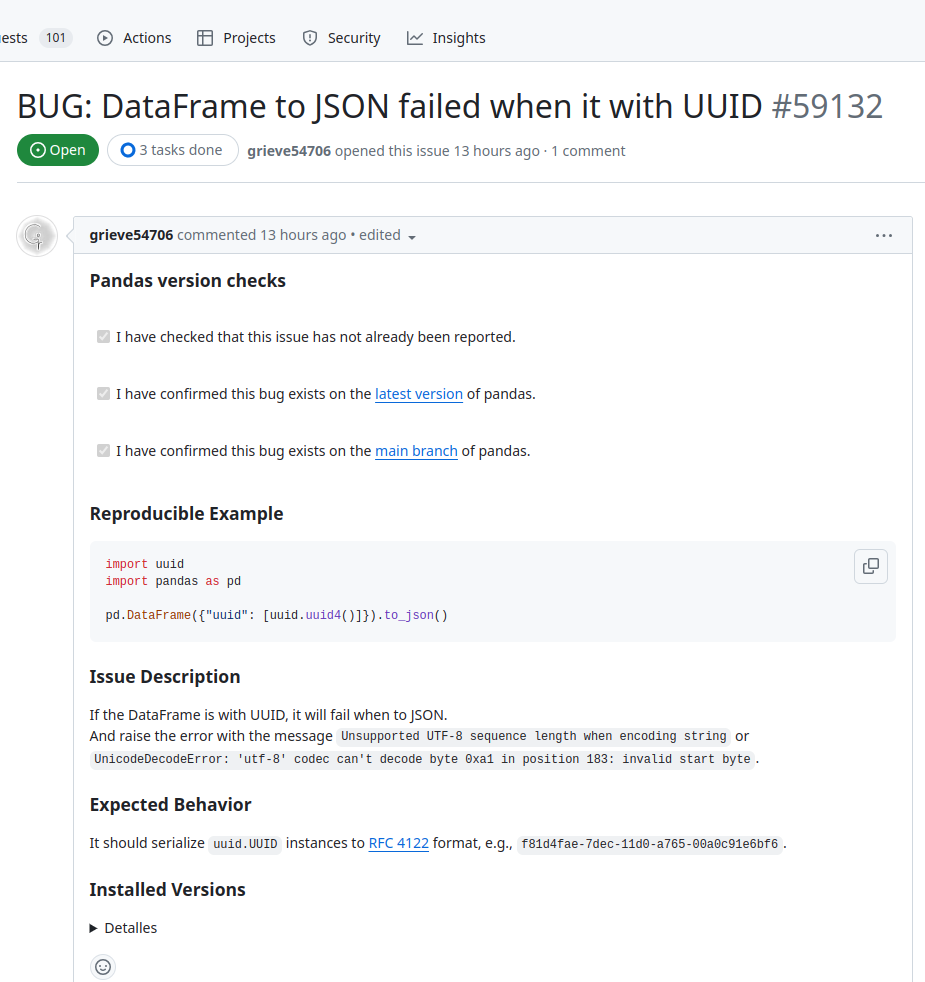 ests 101 Actions Projects Security Insights
BUG: DataFrame to JSON failed when it with UUID #59132
Open 3 tasks done grieve54706 opened this issue 13 hours ago · 1 comment
grieve54706 commented 13 hours ago • edited
Pandas version checks
I have checked that this issue has not already been reported.
I have confirmed this bug exists on the latest version of pandas.
I have confirmed this bug exists on the main branch of pandas.
Reproducible Example
import uuid
import pandas as pd
pd.DataFrame({"uuid": [uuid.uuid4()]}).to_json()
Issue Description
If the DataFrame is with UUID, it will fail when to JSON.
And raise the error with the message Unsupported UTF-8 sequence length when encoding string or
UnicodeDecodeError: 'utf-8' codec can't decode byte 0xa1 in position 183: invalid start byte.
Expected Behavior
It should serialize uuid.UUID instances to RFC 4122 format, e.g., f81d4fae-7dec-11d0-a765-00a0c91e6bf6.
Installed Versions
Detalles